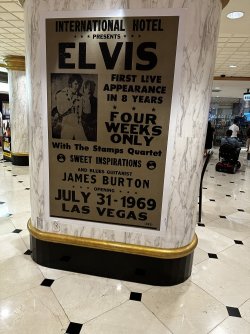 INTERNATIONAL HOTEL
PRESENTS
ELVIS
FIRST LIVE
APPEARANCE
IN 8 YEARS
FOUR
WEEKS
ONLY
With The Stamps Quartet
SWEET INSPIRATIONS
AND BLUES GUITARIST
JAMES BURTON
OPENING
JULY 31-1969
LAS VEGAS